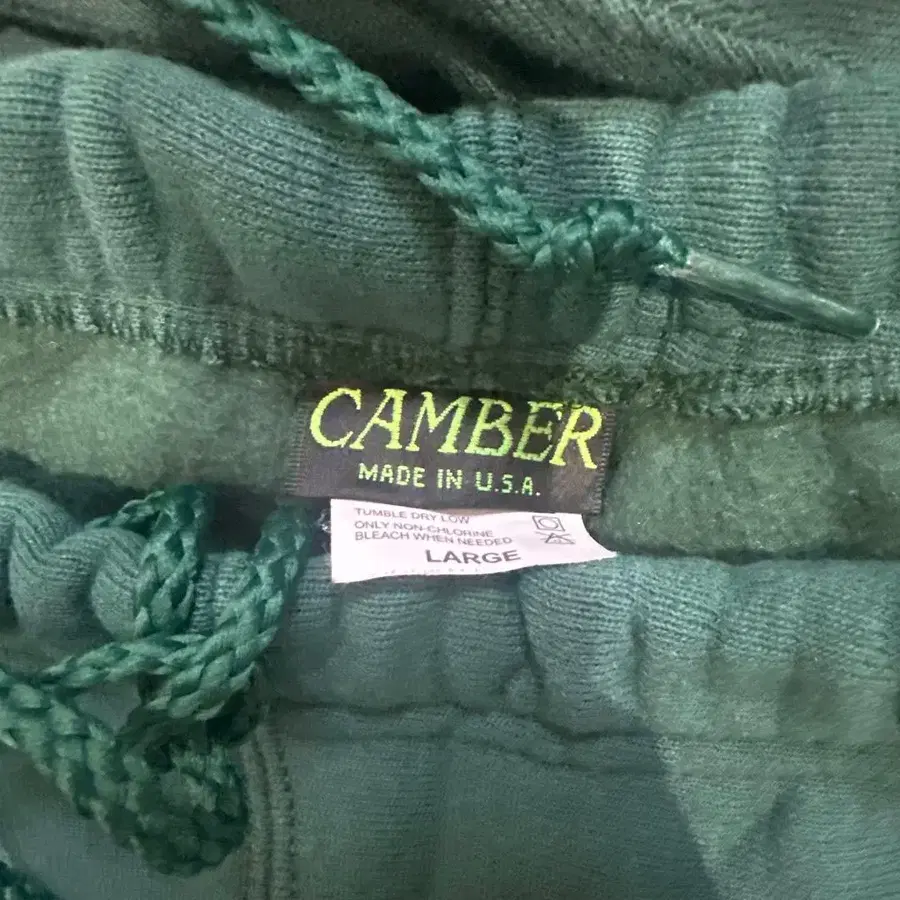 CAMBER
MADE IN U.S.A.
TUMBLE DRY LOW
ONLY NON-CHLORINE
BLEACH WHEN NEEDED
LARGE